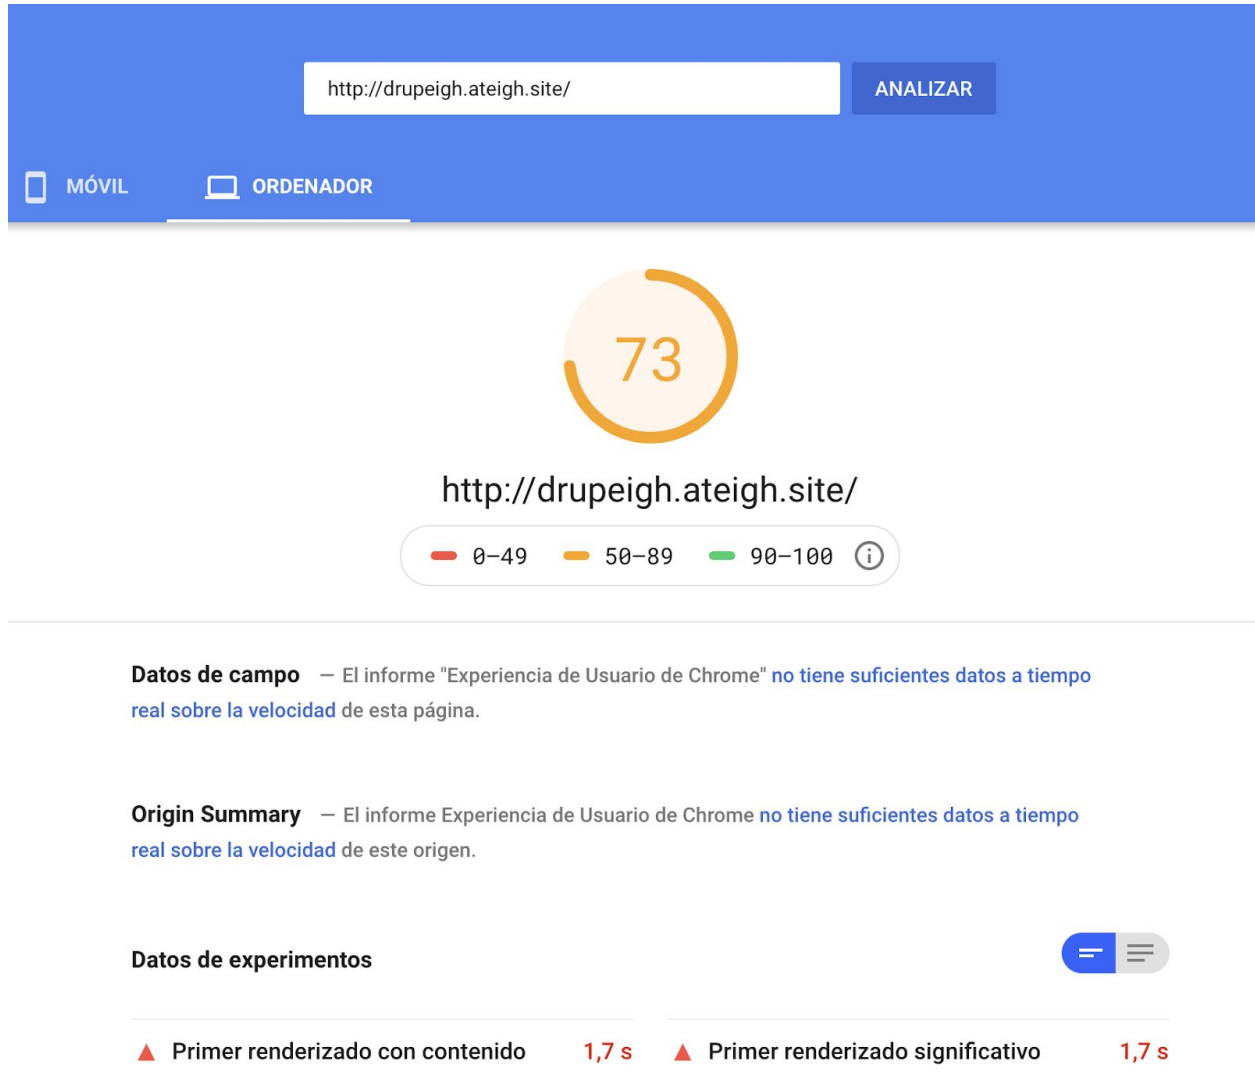 http://drupeigh.ateigh.site/
ANALIZAR
MÓVIL
ORDENADOR
73
http://drupeigh.ateigh.site/
0–49 50–89 90–100
Datos de campo — El informe "Experiencia de Usuario de Chrome" no tiene suficientes datos a tiempo
real sobre la velocidad de esta página.
Origin Summary — El informe Experiencia de Usuario de Chrome no tiene suficientes datos a tiempo
real sobre la velocidad de este origen.
Datos de experimentos
Primer renderizado con contenido 1,7 s
Primer renderizado significativo 1,7 s